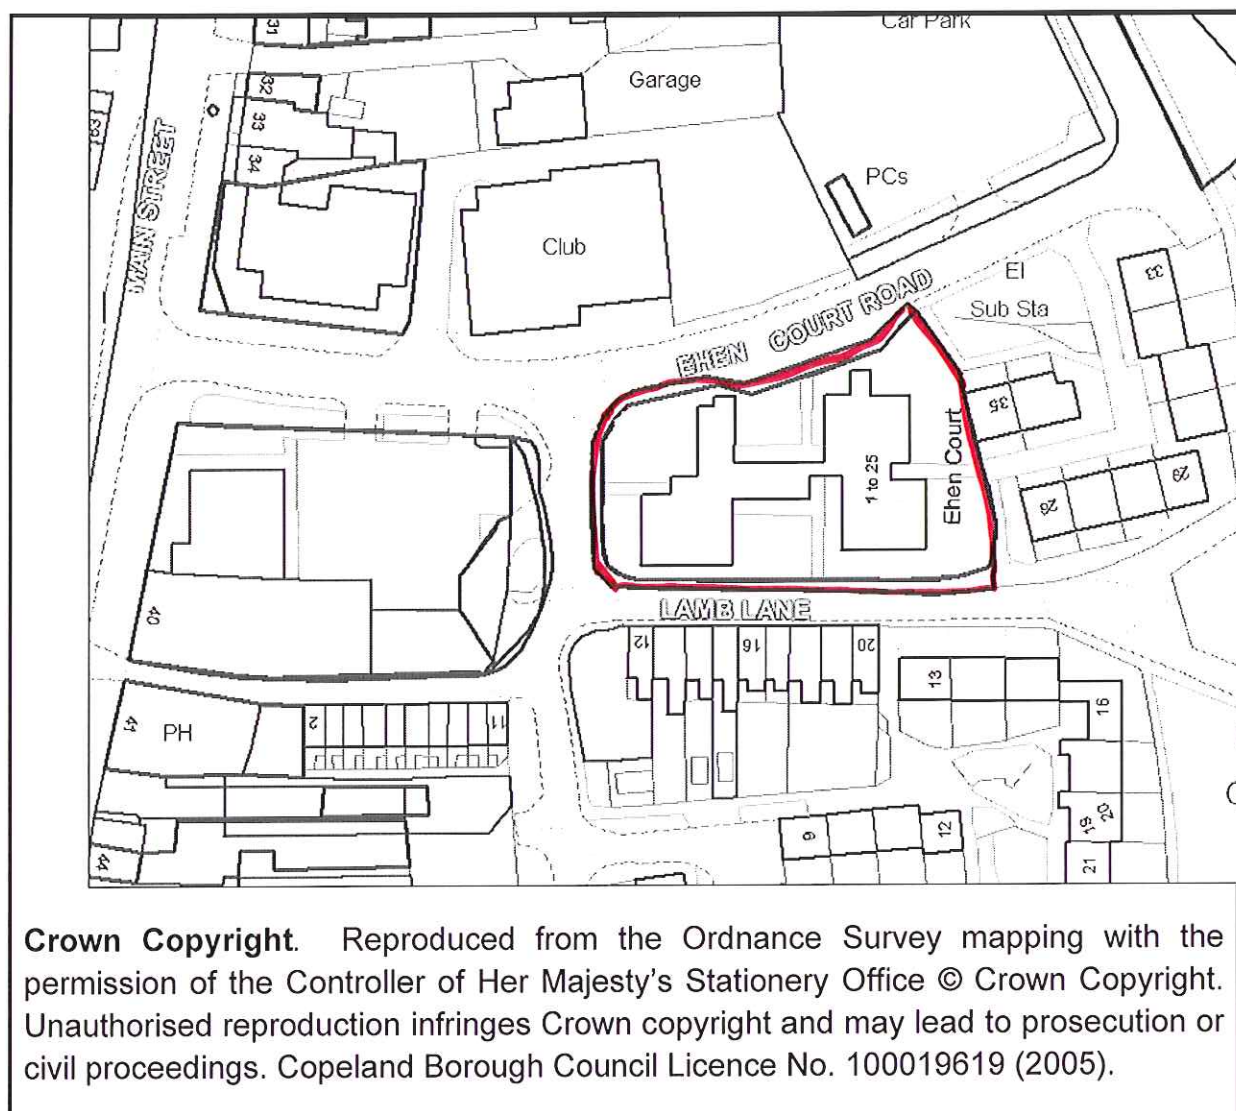 Car Park
31
32
Garage
33
34
PCs
MAIN STREET
Club
El
Sub Sta
33
EHEN COURT ROAD
35
Ehen Court
1 to 25
29
26
LAMB LANE
40
12
16
20
13
16
41
PH
2
11
9
12
19
20
21
44
Crown Copyright. Reproduced from the Ordnance Survey mapping with the
permission of the Controller of Her Majesty's Stationery Office © Crown Copyright.
Unauthorised reproduction infringes Crown copyright and may lead to prosecution or
civil proceedings. Copeland Borough Council Licence No. 100019619 (2005).